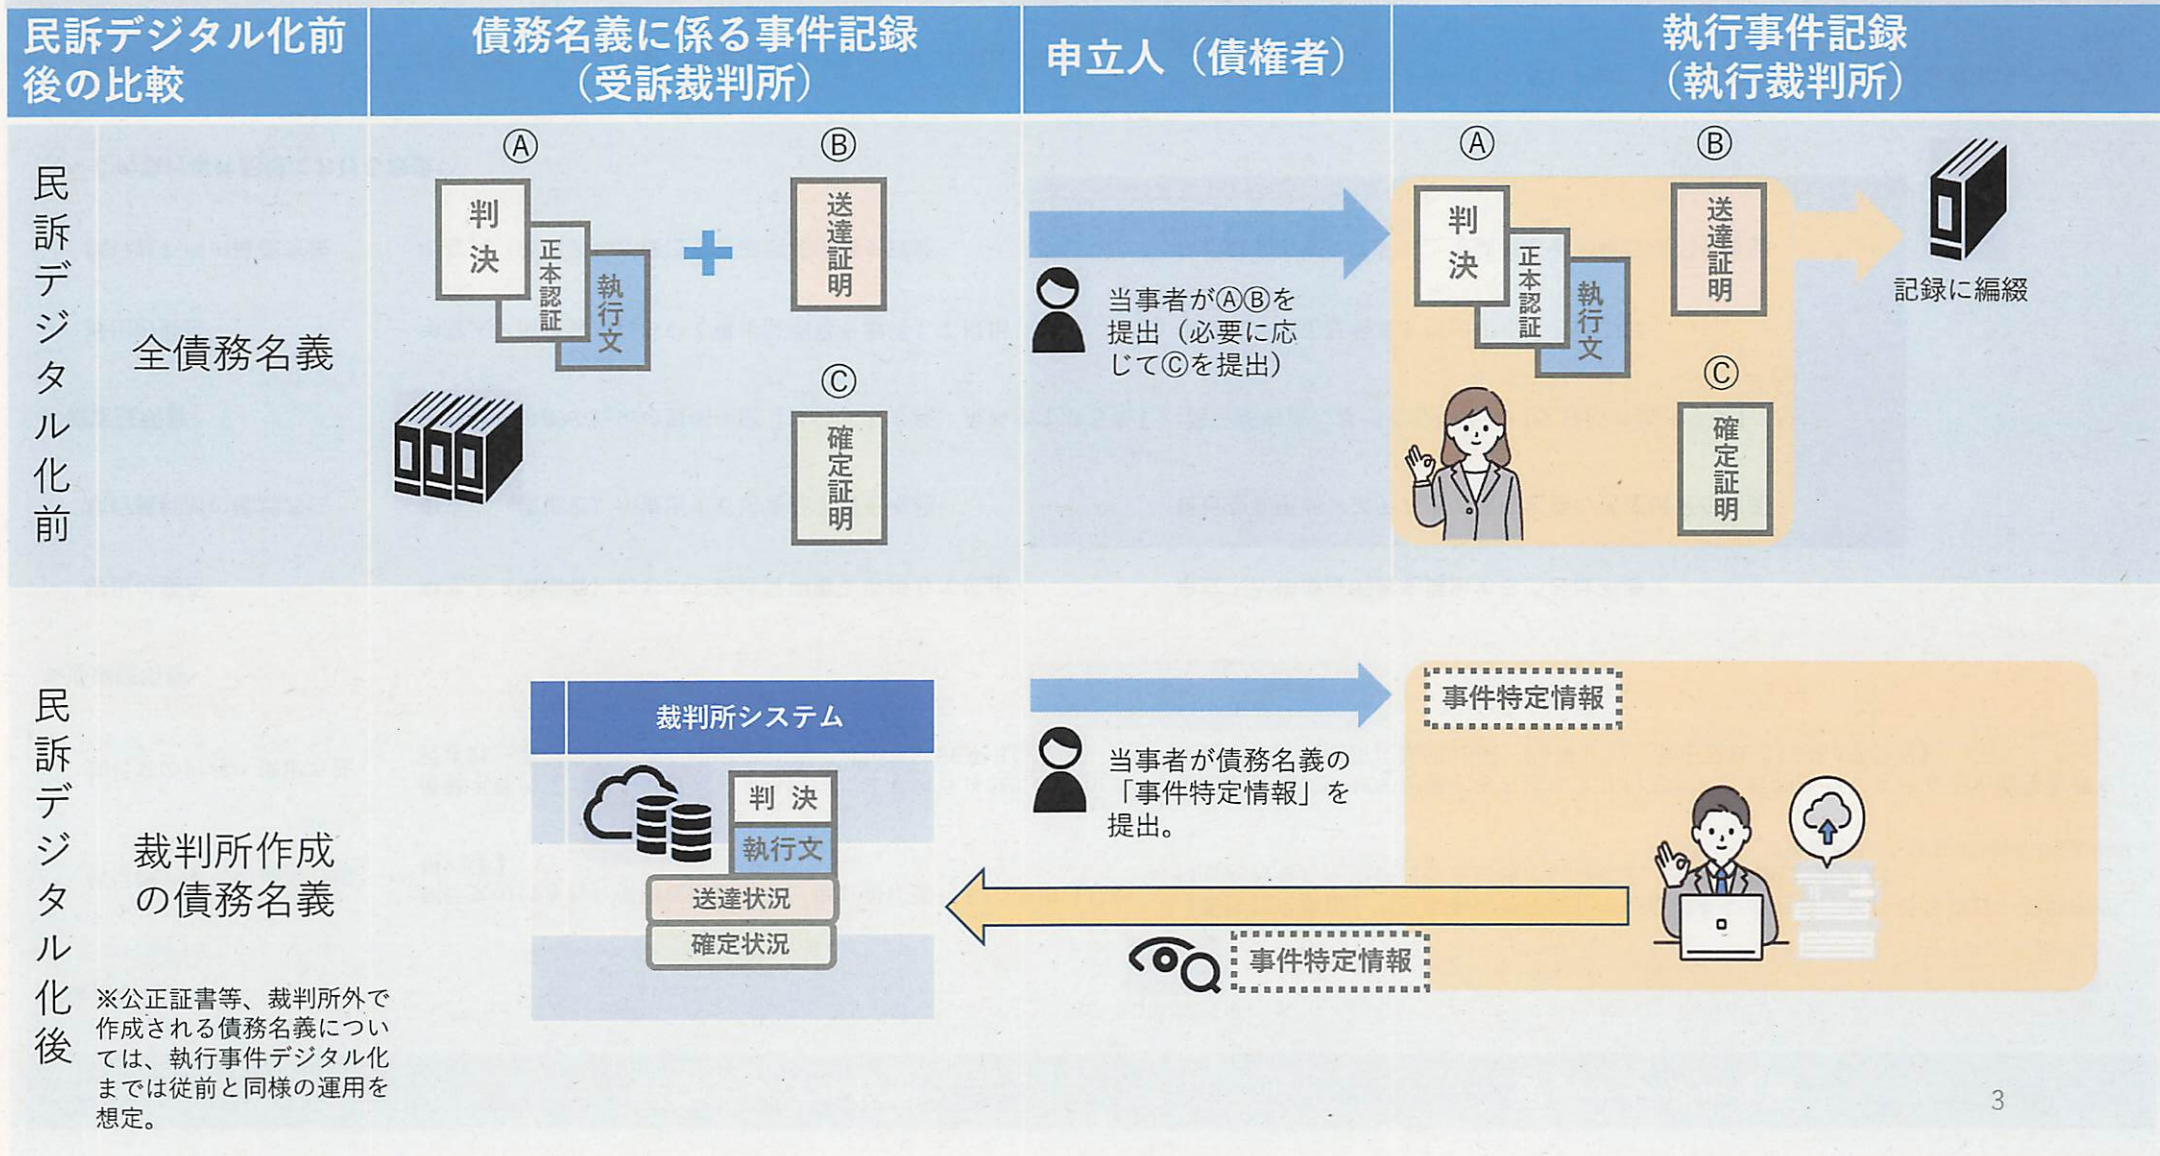 民訴デジタル化前
後の比較
債務名義に係る事件記録
（受訴裁判所）
申立人（債権者）
執行事件記録
（執行裁判所）
民訴デジタル化前
全債務名義
Ⓐ
判決
正本認証
執行文
Ⓑ
送達証明
Ⓒ
確定証明
当事者がⒶⒷを
提出（必要に応
じてⒸを提出）
Ⓐ
判決
正本認証
執行文
Ⓑ
送達証明
Ⓒ
確定証明
記録に編綴
民訴デジタル化後
裁判所作成
の債務名義
※公正証書等、裁判所外で
作成される債務名義につい
ては、執行事件デジタル化
までは従前と同様の運用を
想定。
裁判所システム
判 決
執行文
送達状況
確定状況
当事者が債務名義の
「事件特定情報」を
提出。
事件特定情報
事件特定情報
3